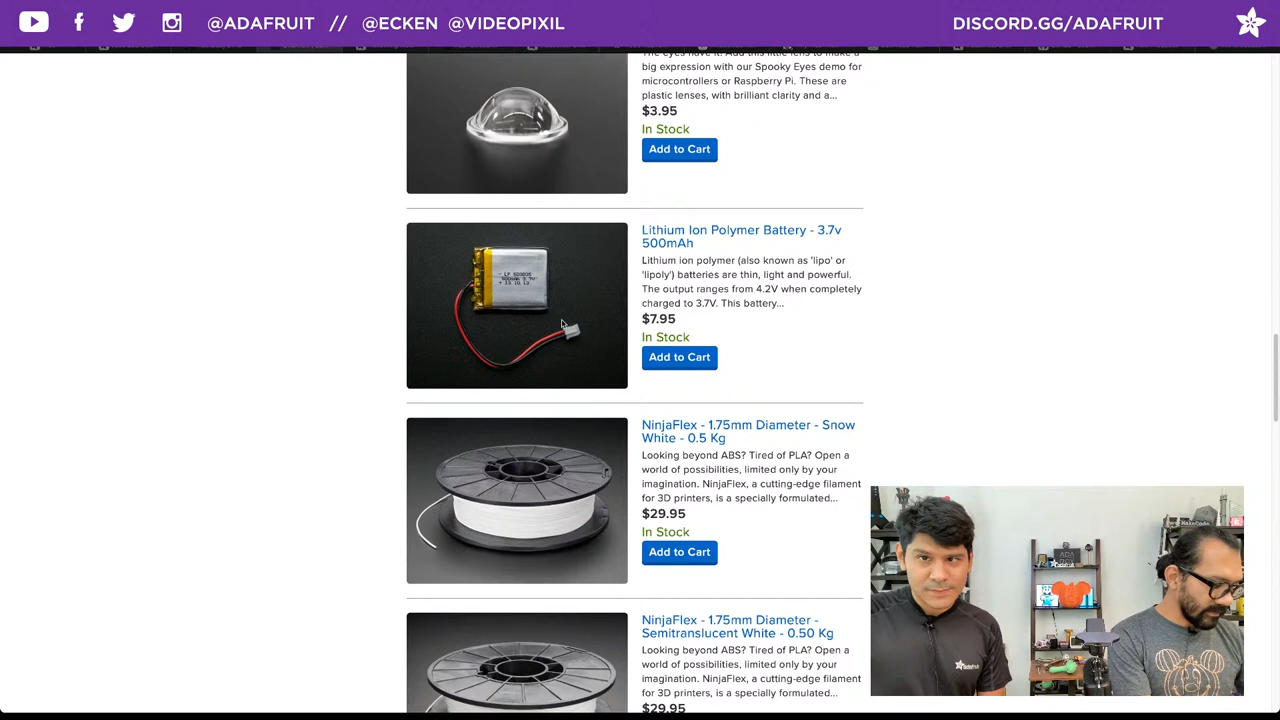 @ADAFRUIT // @ECKEN @VIDEOPIXIL
DISCORD.GG/ADAFRUIT
The eyes have it. Add this little lens to make a
big expression with our Spooky Eyes demo for
microcontrollers or Raspberry Pi. These are
plastic lenses, with brilliant clarity and a...
$3.95
In Stock
Add to Cart
Lithium Ion Polymer Battery - 3.7v
500mAh
Lithium ion polymer (also known as 'lipo' or
'lipoly') batteries are thin, light and powerful.
The output ranges from 4.2V when completely
charged to 3.7V. This battery...
$7.95
In Stock
Add to Cart
NinjaFlex - 1.75mm Diameter - Snow
White - 0.5 Kg
Looking beyond ABS? Tired of PLA? Open a
world of possibilities, limited only by your
imagination. NinjaFlex, a cutting-edge filament
for 3D printers, is a specially formulated...
$29.95
In Stock
Add to Cart
NinjaFlex - 1.75mm Diameter -
Semitranslucent White - 0.50 Kg
Looking beyond ABS? Tired of PLA? Open a
world of possibilities, limited only by your
imagination. NinjaFlex, a cutting-edge filament
for 3D printers, is a specially formulated...
$29.95